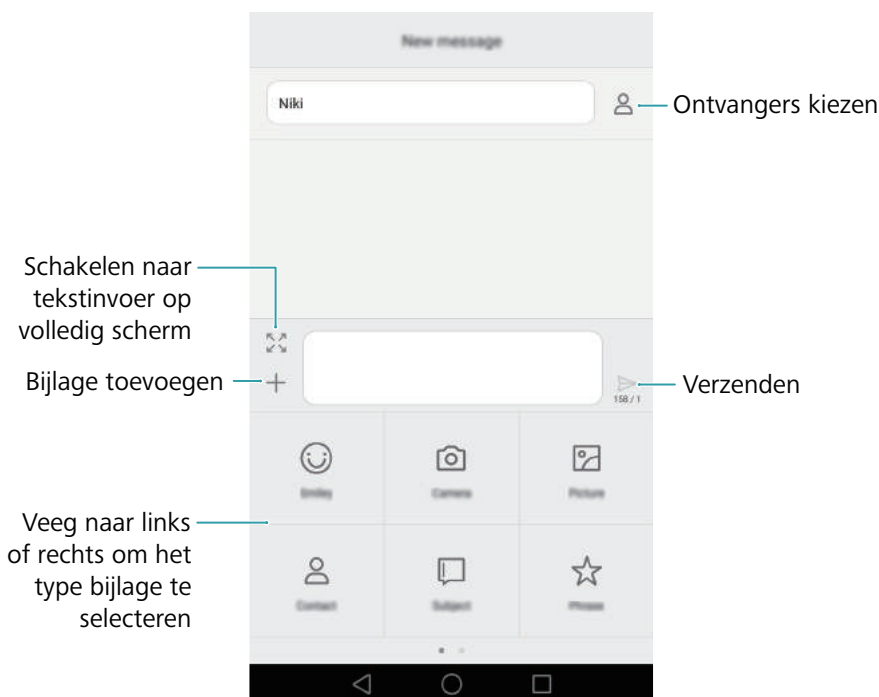 New message
Niki
Ontvangers kiezen
Schakelen naar
tekstinvoer op
volledig scherm
Bijlage toevoegen
Verzenden
158 / 1
Smiley
Camera
Picture
Veeg naar links
of rechts om het
type bijlage te
selecteren
Contact
Subject
Phrase